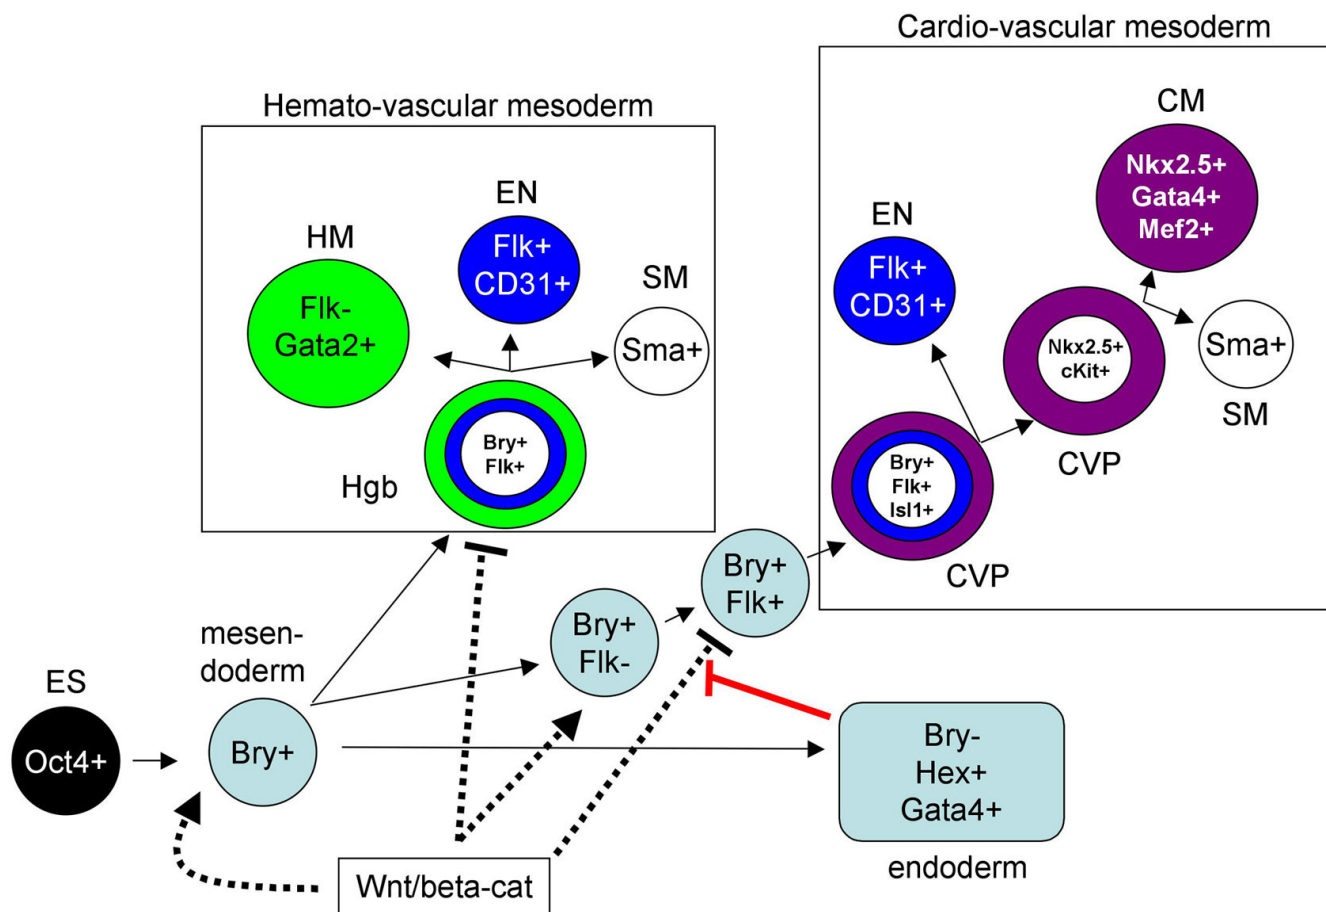 Cardio-vascular mesoderm
Hemato-vascular mesoderm
CM
Nkx2.5+
Gata4+
Mef2+
EN
Flk+
CD31+
HM
Flk-
Gata2+
SM
Sma+
EN
Flk+
CD31+
Nkx2.5+
cKit+
CVP
Sma+
SM
Bry+
Flk+
Hgb
Bry+
Flk+
Isl1+
CVP
Bry+
Flk+
Bry+
Flk-
mesen-
doderm
Bry+
ES
Oct4+
Bry-
Hex+
Gata4+
endoderm
Wnt/beta-cat